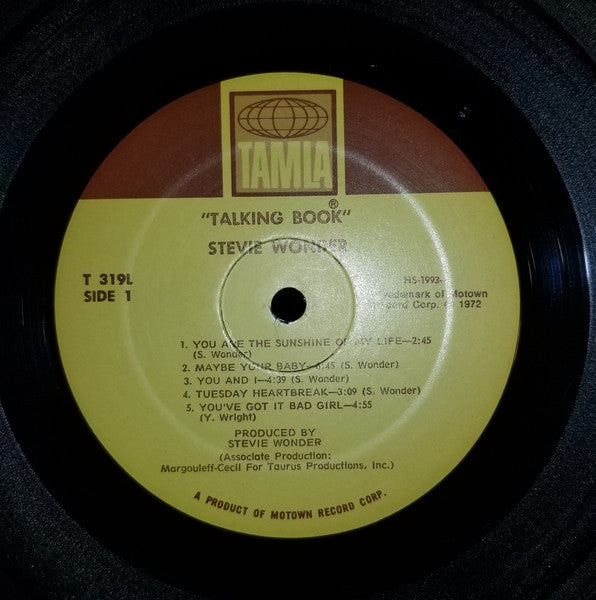 TAMLA
®
"TALKING BOOK"
STEVIE WONDER
T 319L
SIDE 1
HS-1993-
Trademark of Motown
Record Corp. 1972
1. YOU ARE THE SUNSHINE OF MY LIFE—2:45
(S. Wonder)
2. MAYBE YOUR BABY—6:45 (S. Wonder)
3. YOU AND I—4:39 (S. Wonder)
4. TUESDAY HEARTBREAK—3:09 (S. Wonder)
5. YOU'VE GOT IT BAD GIRL—4:55
(Y. Wright)
PRODUCED BY
STEVIE WONDER
(Associate Production:
Margouleff-Cecil For Taurus Productions, Inc.)
A PRODUCT OF MOTOWN RECORD CORP.